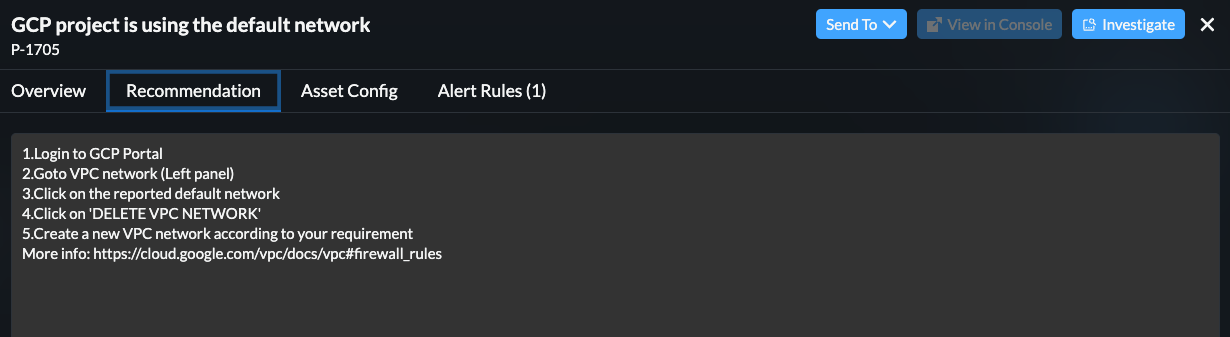 GCP project is using the default network
P-1705
Send To
View in Console
Investigate
Overview
Recommendation
Asset Config
Alert Rules (1)
1.Login to GCP Portal
2.Goto VPC network (Left panel)
3.Click on the reported default network
4.Click on 'DELETE VPC NETWORK'
5.Create a new VPC network according to your requirement
More info: https://cloud.google.com/vpc/docs/vpc#firewall_rules